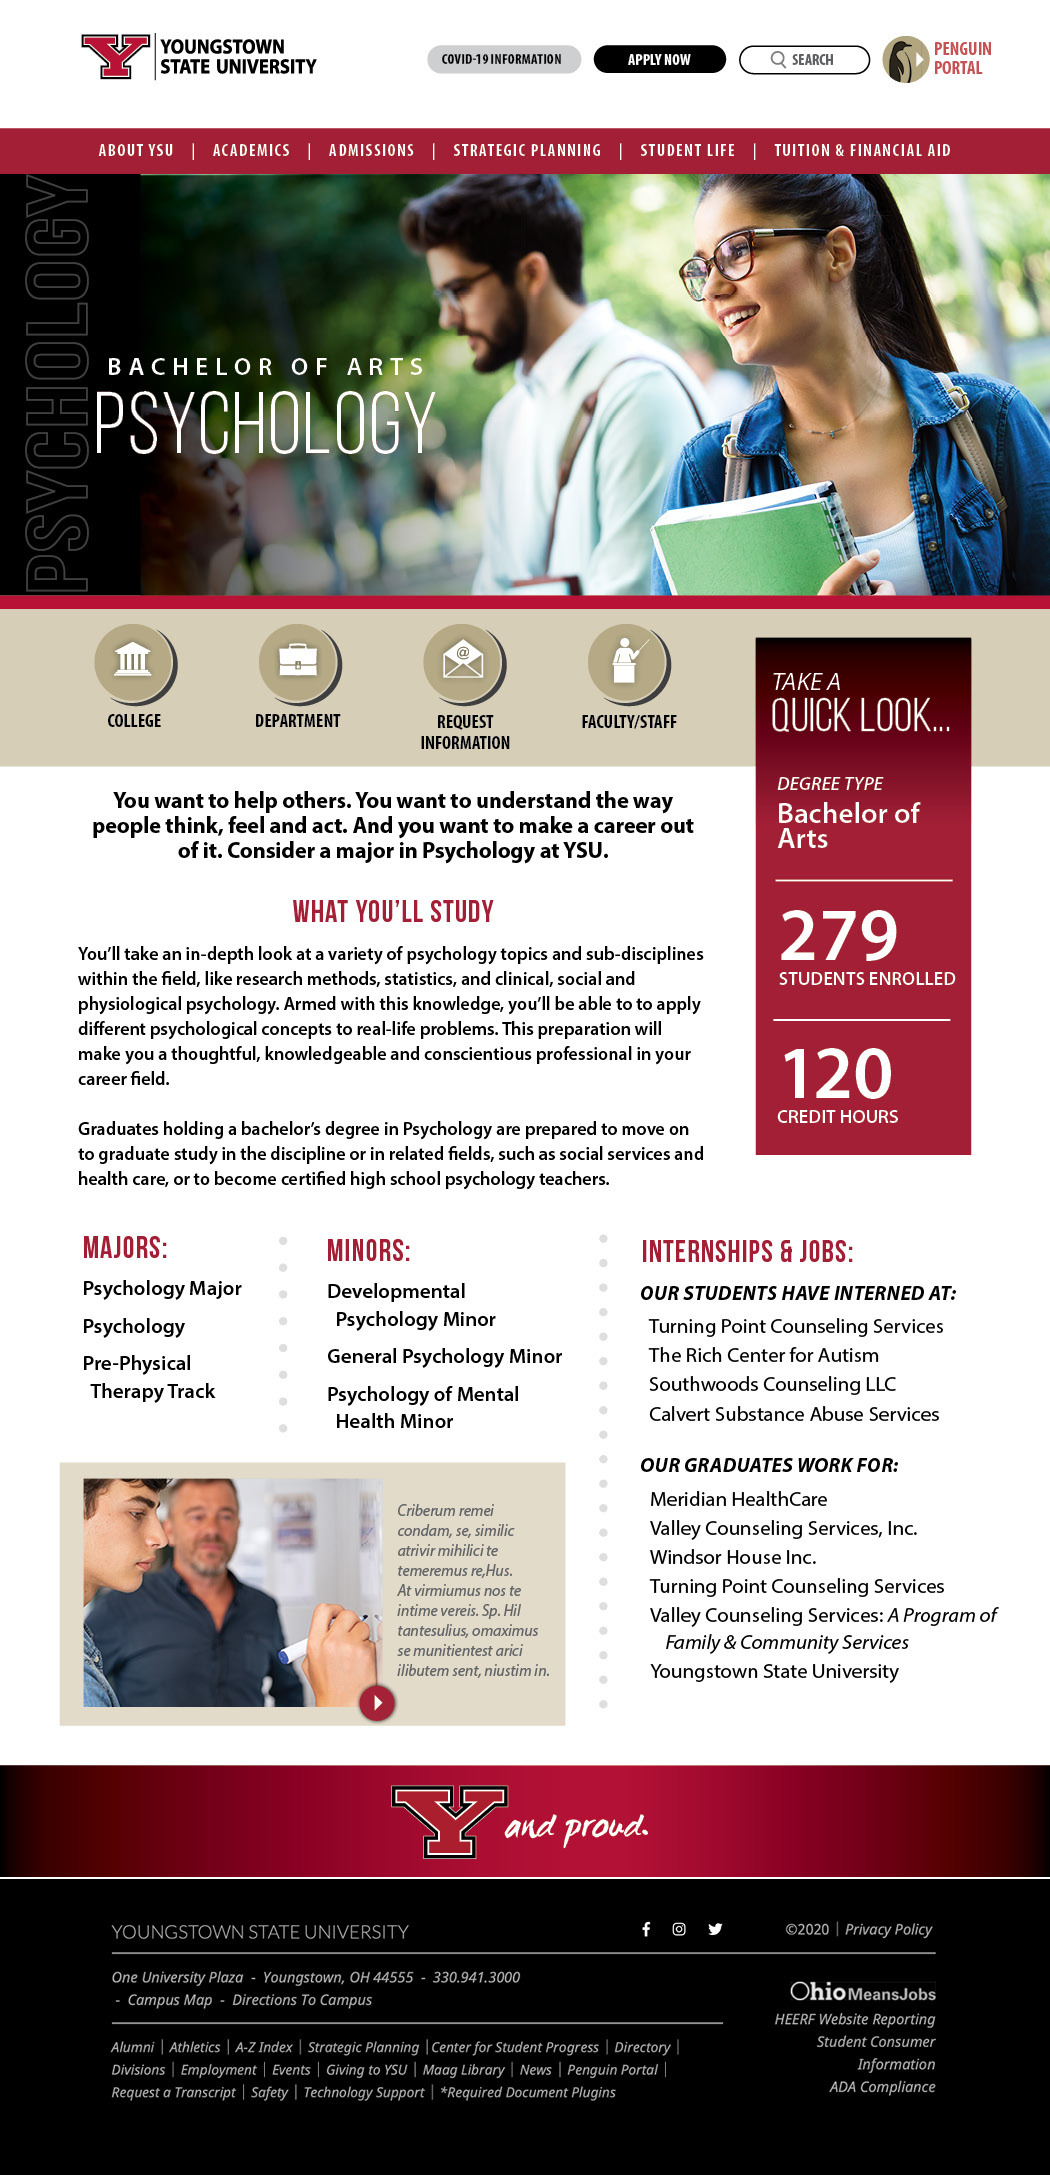 YOUNGSTOWN
STATE UNIVERSITY
COVID-19 INFORMATION
APPLY NOW
SEARCH
PENGUIN
PORTAL
ABOUT YSU | ACADEMICS | ADMISSIONS | STRATEGIC PLANNING | STUDENT LIFE | TUITION & FINANCIAL AID
PSYCHOLOGY
BACHELOR OF ARTS
PSYCHOLOGY
COLLEGE
DEPARTMENT
REQUEST
INFORMATION
FACULTY/STAFF
TAKE A
QUICK LOOK...
DEGREE TYPE
Bachelor of
Arts
279
STUDENTS ENROLLED
120
CREDIT HOURS
You want to help others. You want to understand the way
people think, feel and act. And you want to make a career out
of it. Consider a major in Psychology at YSU.
WHAT YOU'LL STUDY
You'll take an in-depth look at a variety of psychology topics and sub-disciplines
within the field, like research methods, statistics, and clinical, social and
physiological psychology. Armed with this knowledge, you'll be able to to apply
different psychological concepts to real-life problems. This preparation will
make you a thoughtful, knowledgeable and conscientious professional in your
career field.
Graduates holding a bachelor's degree in Psychology are prepared to move on
to graduate study in the discipline or in related fields, such as social services and
health care, or to become certified high school psychology teachers.
MAJORS:
Psychology Major
Psychology
Pre-Physical
Therapy Track
MINORS:
Developmental
Psychology Minor
General Psychology Minor
Psychology of Mental
Health Minor
INTERNSHIPS & JOBS:
OUR STUDENTS HAVE INTERNED AT:
Turning Point Counseling Services
The Rich Center for Autism
Southwoods Counseling LLC
Calvert Substance Abuse Services
OUR GRADUATES WORK FOR:
Meridian HealthCare
Valley Counseling Services, Inc.
Windsor House Inc.
Turning Point Counseling Services
Valley Counseling Services: A Program of
Family & Community Services
Youngstown State University
Criberum remei
condam, se, similic
atrivir mihilici te
temeremus re,Hus.
At virmiumus nos te
intime vereis. Sp. Hil
tantesulius, omaximus
se munitientest arici
ilibutem sent, niustim in.
Y and proud.
YOUNGSTOWN STATE UNIVERSITY
©2020 | Privacy Policy
One University Plaza - Youngstown, OH 44555 - 330.941.3000
- Campus Map - Directions To Campus
Alumni | Athletics | A-Z Index | Strategic Planning | Center for Student Progress | Directory |
Divisions | Employment | Events | Giving to YSU | Maag Library | News | Penguin Portal |
Request a Transcript | Safety | Technology Support | *Required Document Plugins
OhioMeansJobs
HEERF Website Reporting
Student Consumer
Information
ADA Compliance